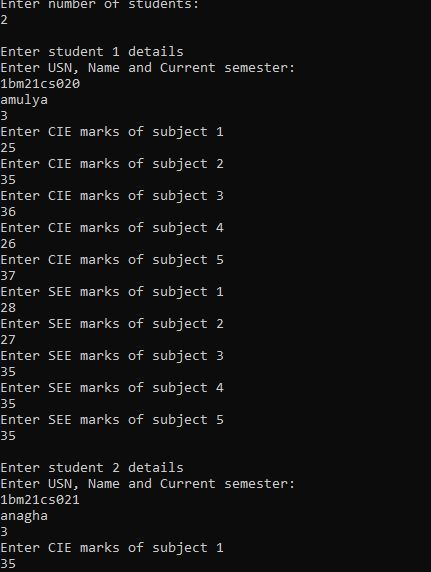 Enter number of students:
2
Enter student 1 details
Enter USN, Name and Current semester:
1bm21cs020
amulya
3
Enter CIE marks of subject 1
25
Enter CIE marks of subject 2
35
Enter CIE marks of subject 3
36
Enter CIE marks of subject 4
26
Enter CIE marks of subject 5
37
Enter SEE marks of subject 1
28
Enter SEE marks of subject 2
27
Enter SEE marks of subject 3
35
Enter SEE marks of subject 4
35
Enter SEE marks of subject 5
35
Enter student 2 details
Enter USN, Name and Current semester:
1bm21cs021
anagha
3
Enter CIE marks of subject 1
35